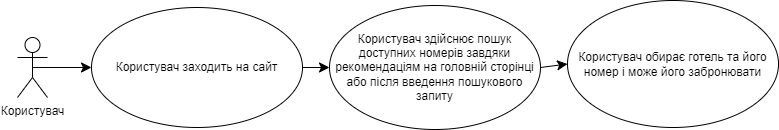 Користувач
Користувач заходить на сайт
Користувач здійснює пошук
доступних номерів завдяки
рекомендаціям на головній сторінці
або після введення пошукового
запиту
Користувач обирає готель та його
номер і може його забронювати